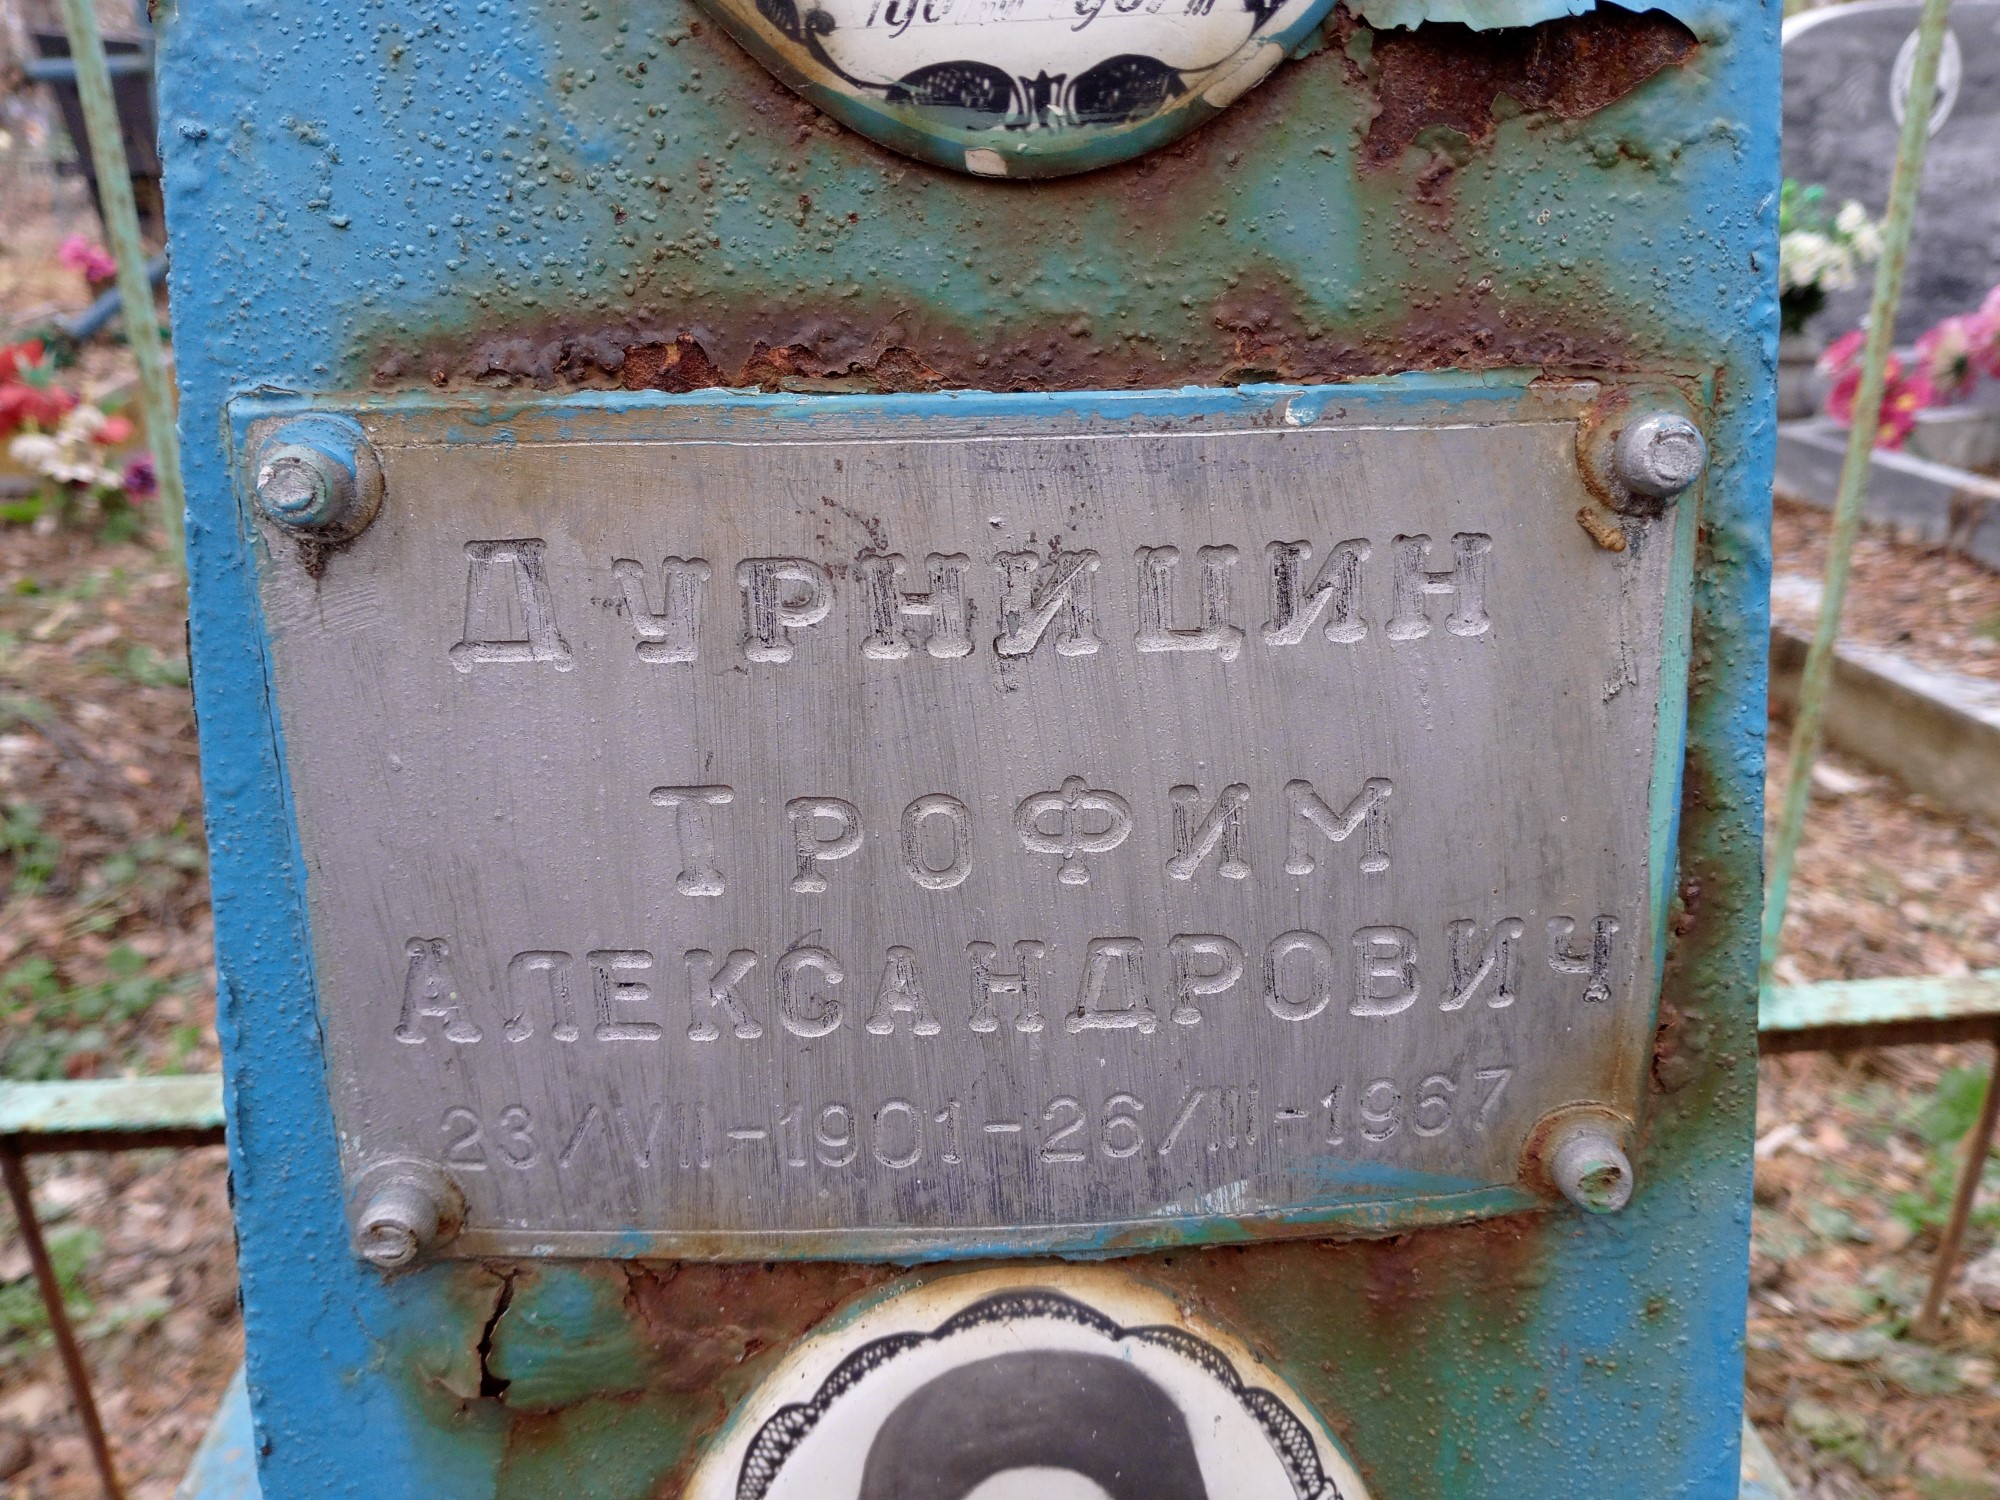 ДУРНИЦИН
ТРОФИМ
АЛЕКСАНДРОВИЧ
23/VII-1901-26/III-1967